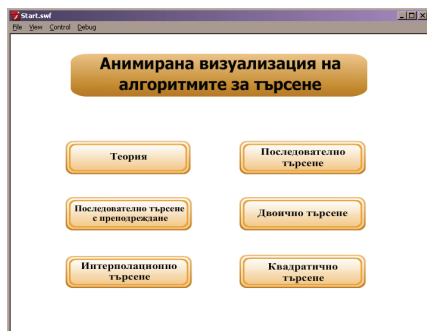 Start.swf
File View Control Debug
Анимирана визуализация на
алгоритмите за търсене
Теория
Последователно
търсене
Последователно търсене
с преподреждане
Двоично търсене
Интерполационно
търсене
Квадратично
търсене